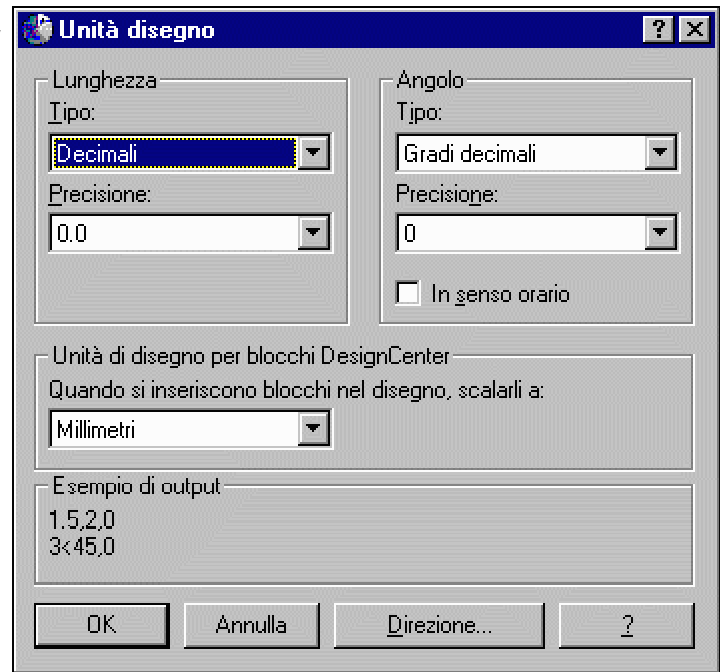 Unità disegno
Lunghezza
Tipo:
Decimali
Precisione:
0.0
Angolo
Tipo:
Gradi decimali
Precisione:
0
In senso orario
Unità di disegno per blocchi DesignCenter
Quando si inseriscono blocchi nel disegno, scalarli a:
Millimetri
Esempio di output
1.5,2,0
3<45,0
OK
Annulla
Direzione...
?